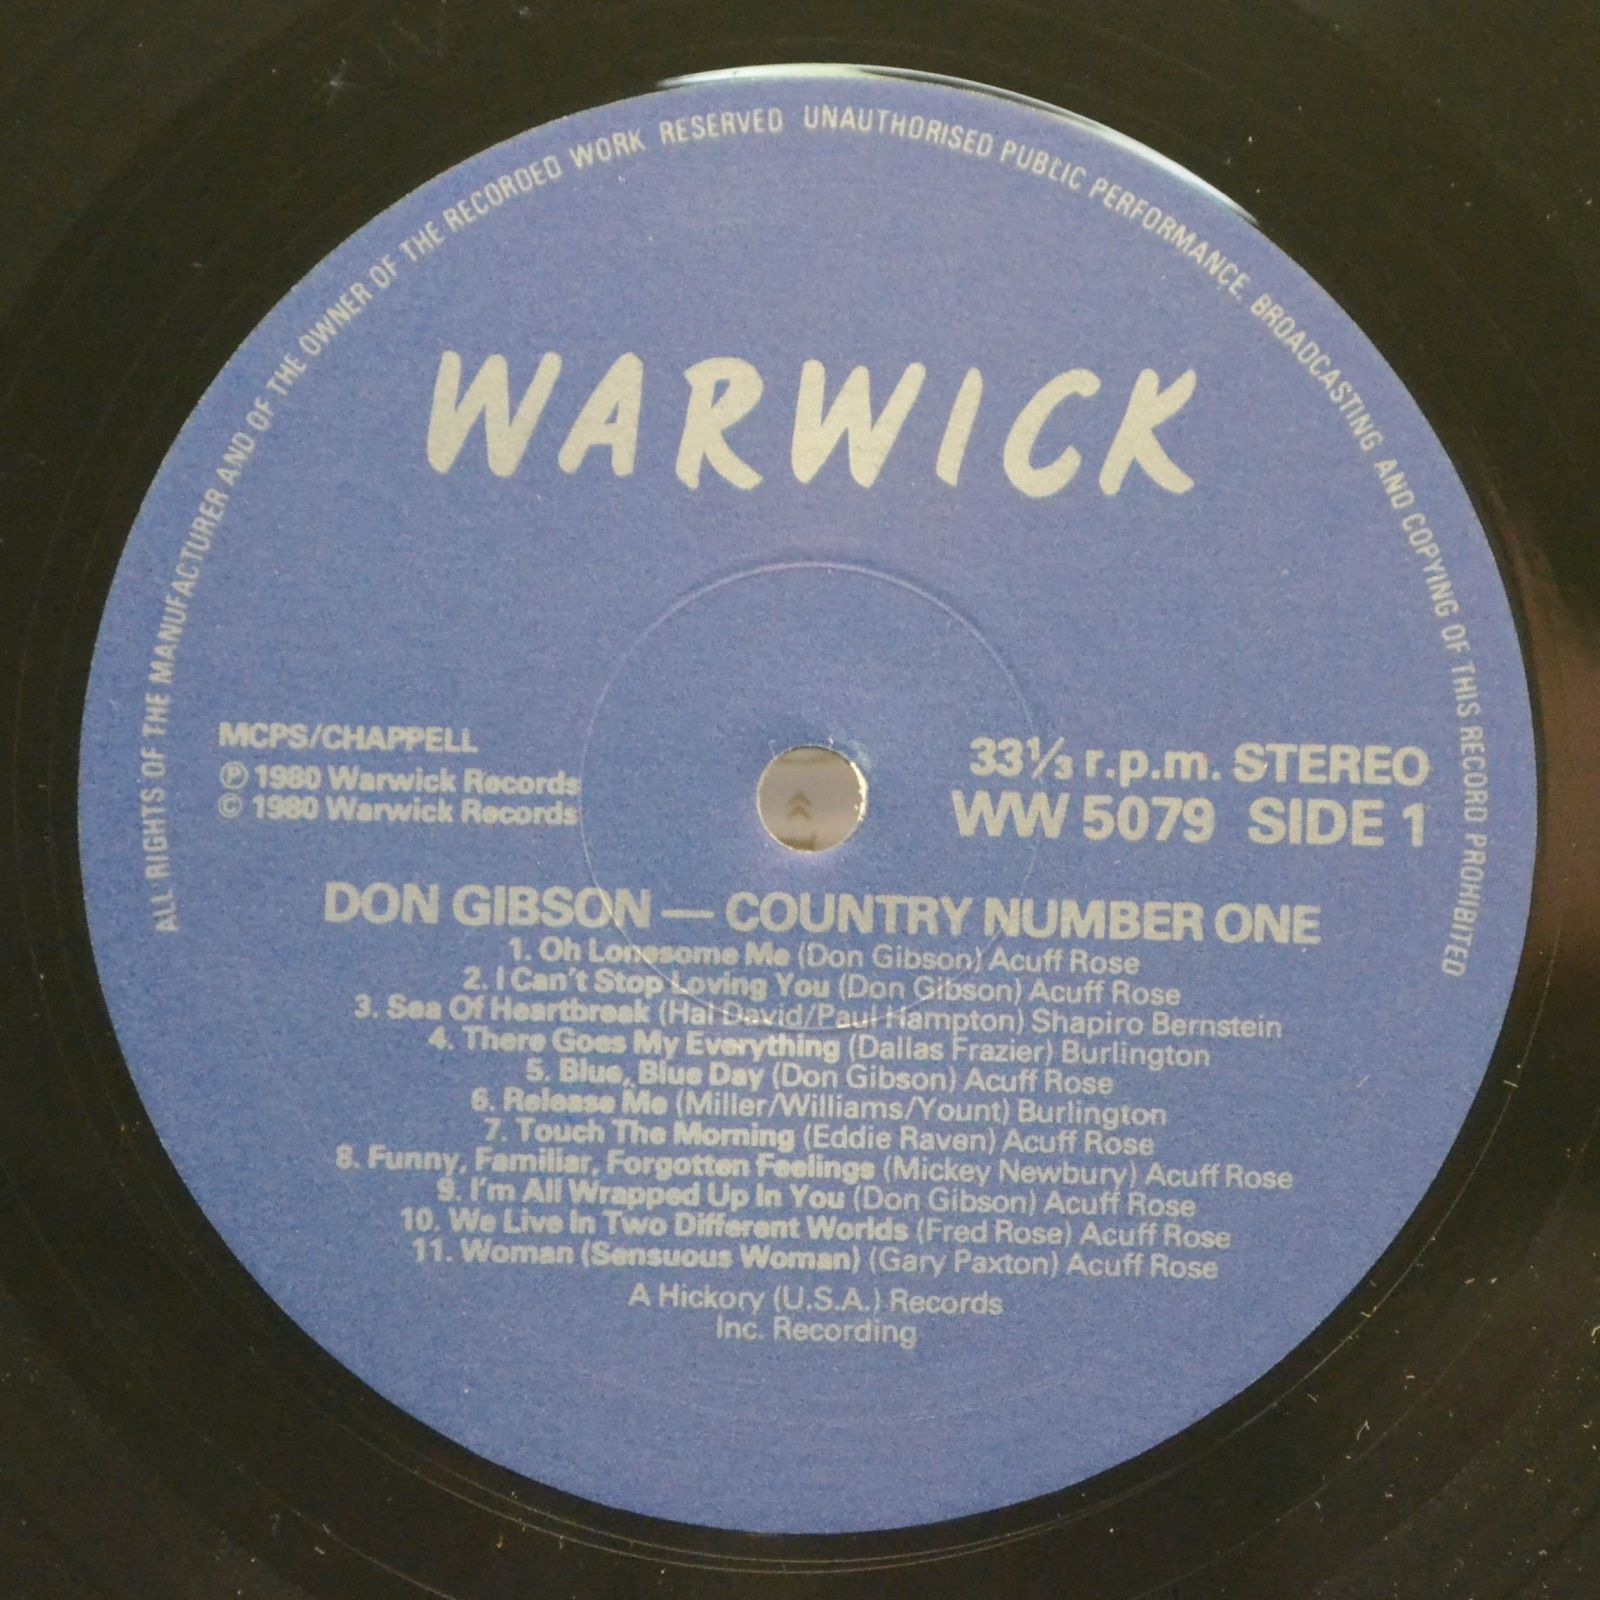 ALL RIGHTS OF THE MANUFACTURER AND OF THE OWNER OF THE RECORDED WORK RESERVED UNAUTHORISED PUBLIC PERFORMANCE, BROADCASTING AND COPYING OF THIS RECORD PROHIBITED
WARWICK
MCPS/CHAPPELL
Ⓟ 1980 Warwick Records
© 1980 Warwick Records
33⅓ r.p.m. STEREO
WW 5079 SIDE 1
DON GIBSON — COUNTRY NUMBER ONE
1. Oh Lonesome Me (Don Gibson) Acuff Rose
2. I Can't Stop Loving You (Don Gibson) Acuff Rose
3. Sea Of Heartbreak (Hal David/Paul Hampton) Shapiro Bernstein
4. There Goes My Everything (Dallas Frazier) Burlington
5. Blue, Blue Day (Don Gibson) Acuff Rose
6. Release Me (Miller/Williams/Yount) Burlington
7. Touch The Morning (Eddie Raven) Acuff Rose
8. Funny, Familiar, Forgotten Feelings (Mickey Newbury) Acuff Rose
9. I'm All Wrapped Up In You (Don Gibson) Acuff Rose
10. We Live In Two Different Worlds (Fred Rose) Acuff Rose
11. Woman (Sensuous Woman) (Gary Paxton) Acuff Rose
A Hickory (U.S.A.) Records
Inc. Recording